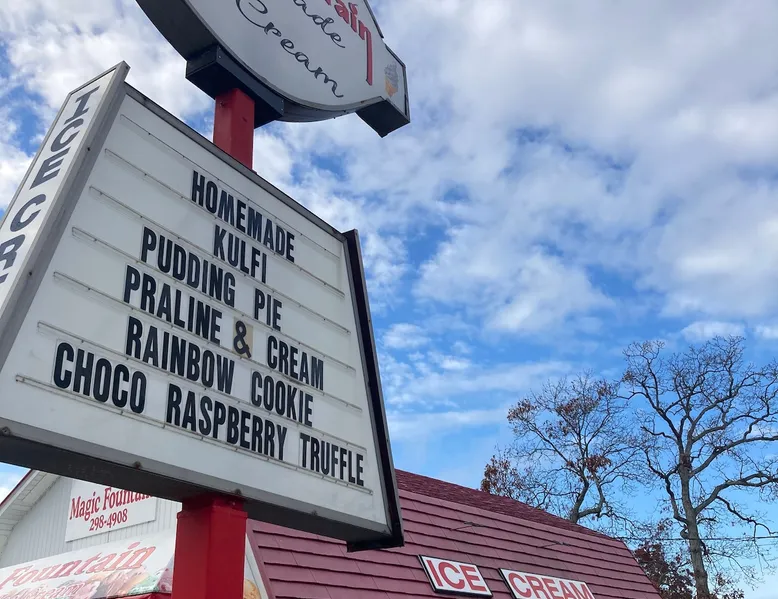 Cream
ICE CR
HOMEMADE
KULFI
PUDDING PIE
PRALINE & CREAM
RAINBOW COOKIE
CHOCO RASPBERRY TRUFFLE
Magic Fountain
298-4908
Fountain
ICE CREAM